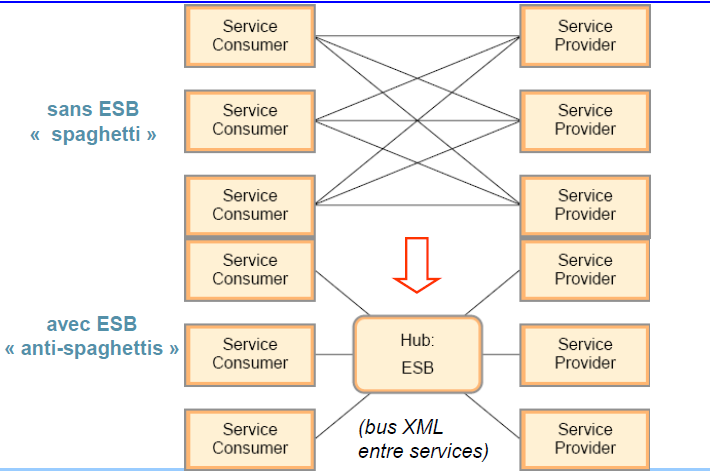 Service
Consumer
Service
Provider
sans ESB
«  spaghetti »
Service
Consumer
Service
Provider
Service
Consumer
Service
Provider
Service
Consumer
Service
Provider
avec ESB
« anti-spaghettis »
Service
Consumer
Hub:
ESB
Service
Provider
Service
Consumer
(bus XML
entre services)
Service
Provider